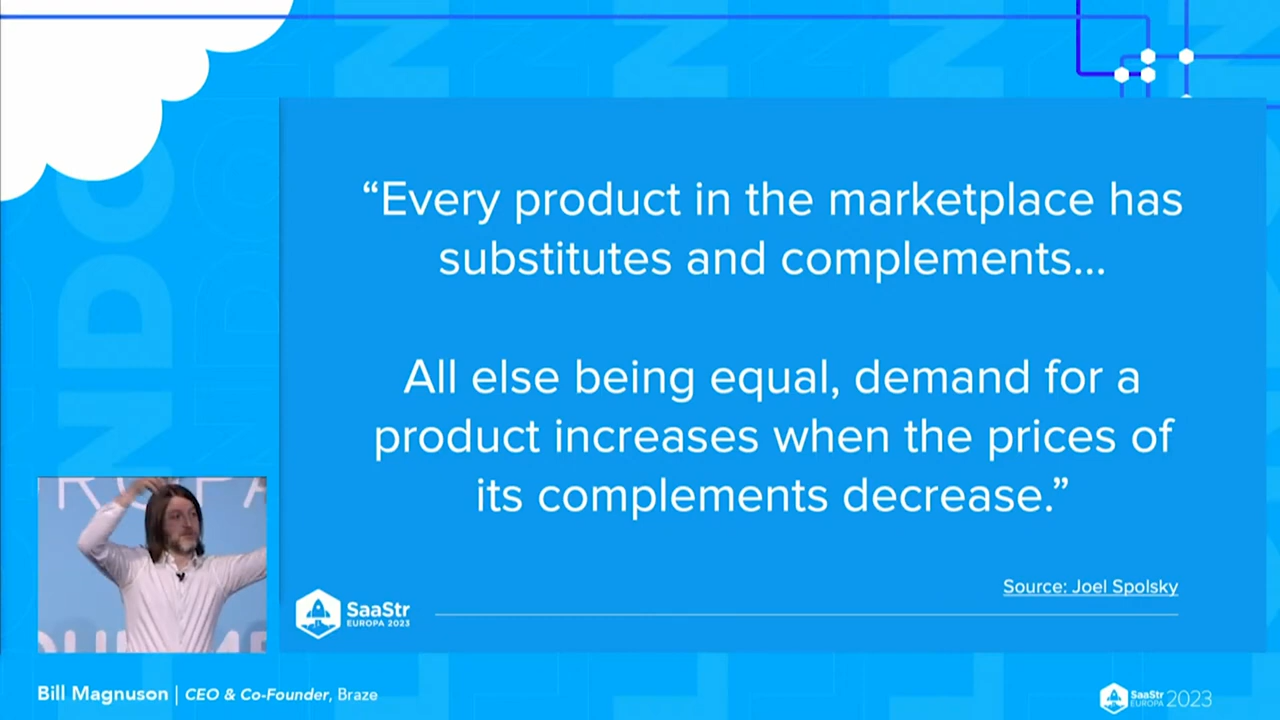 “Every product in the marketplace has
substitutes and complements...
All else being equal, demand for a
product increases when the prices of
its complements decrease.”
Source: Joel Spolsky
SaaStr
EUROPA 2023
Bill Magnuson | CEO & Co-Founder, Braze
SaaStr
EUROPA
2023